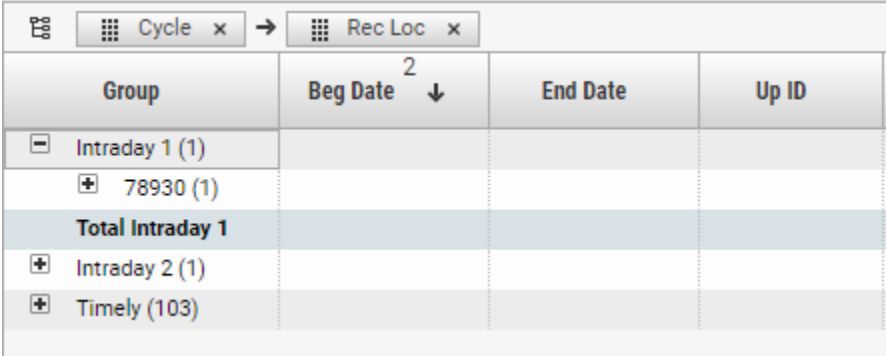 Cycle x → Rec Loc x
Group Beg Date 2 ↓ End Date Up ID
Intraday 1 (1)
78930 (1)
Total Intraday 1
Intraday 2 (1)
Timely (103)